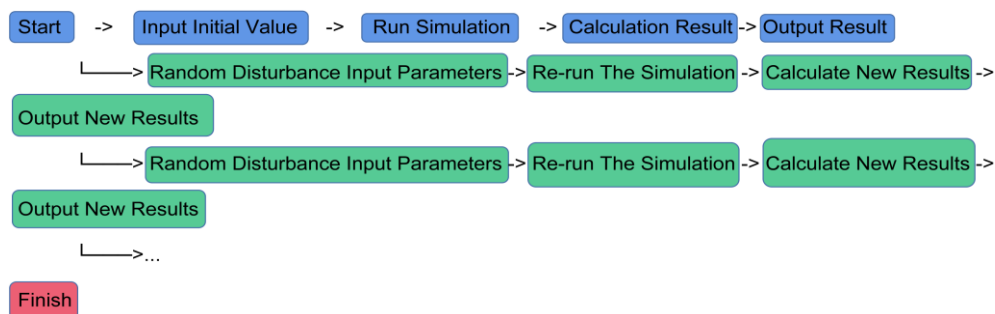 Start -> Input Initial Value -> Run Simulation -> Calculation Result -> Output Result
└──> Random Disturbance Input Parameters -> Re-run The Simulation -> Calculate New Results ->
Output New Results
└──> Random Disturbance Input Parameters -> Re-run The Simulation -> Calculate New Results ->
Output New Results
└──>...
Finish